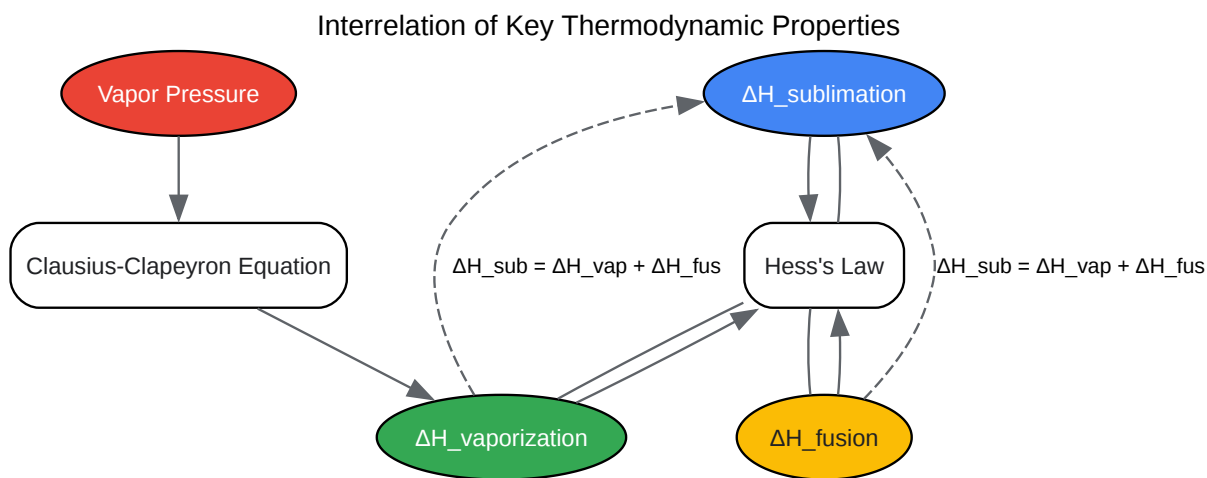 Interrelation of Key Thermodynamic Properties
Vapor Pressure
ΔH_sublimation
Clausius-Clapeyron Equation
ΔH_sub = ΔH_vap + ΔH_fus
Hess's Law
ΔH_sub = ΔH_vap + ΔH_fus
ΔH_vaporization
ΔH_fusion